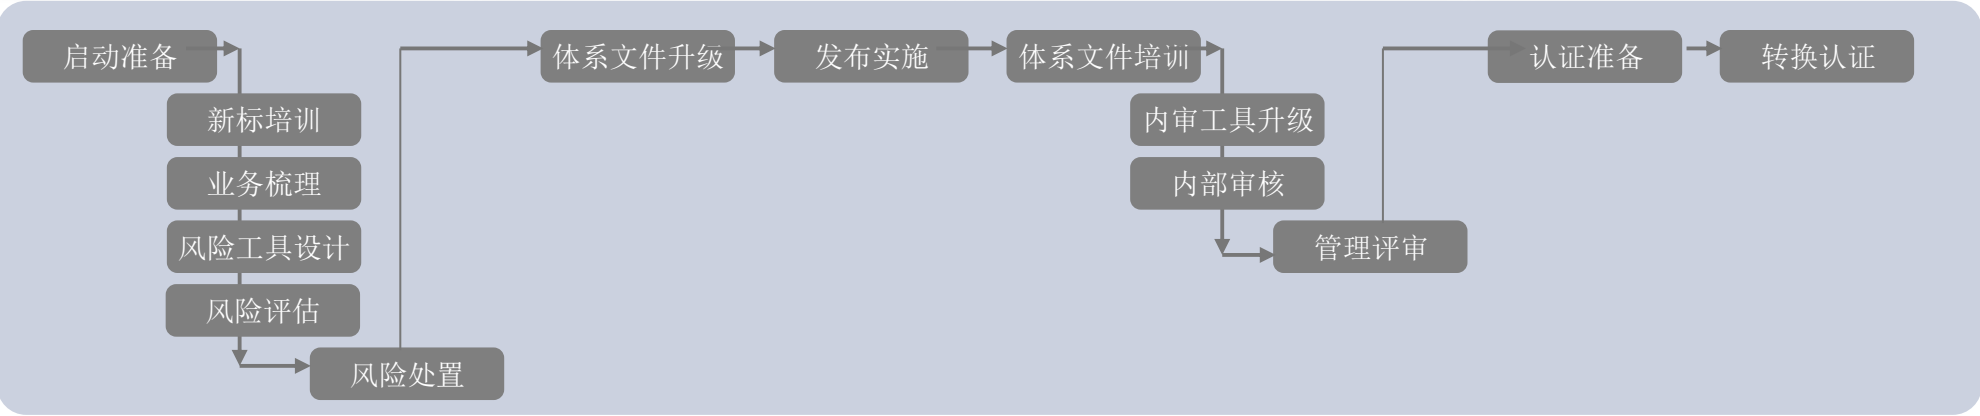 启动准备
新标培训
业务梳理
风险工具设计
风险评估
风险处置
体系文件升级
发布实施
体系文件培训
内审工具升级
内部审核
管理评审
认证准备
转换认证